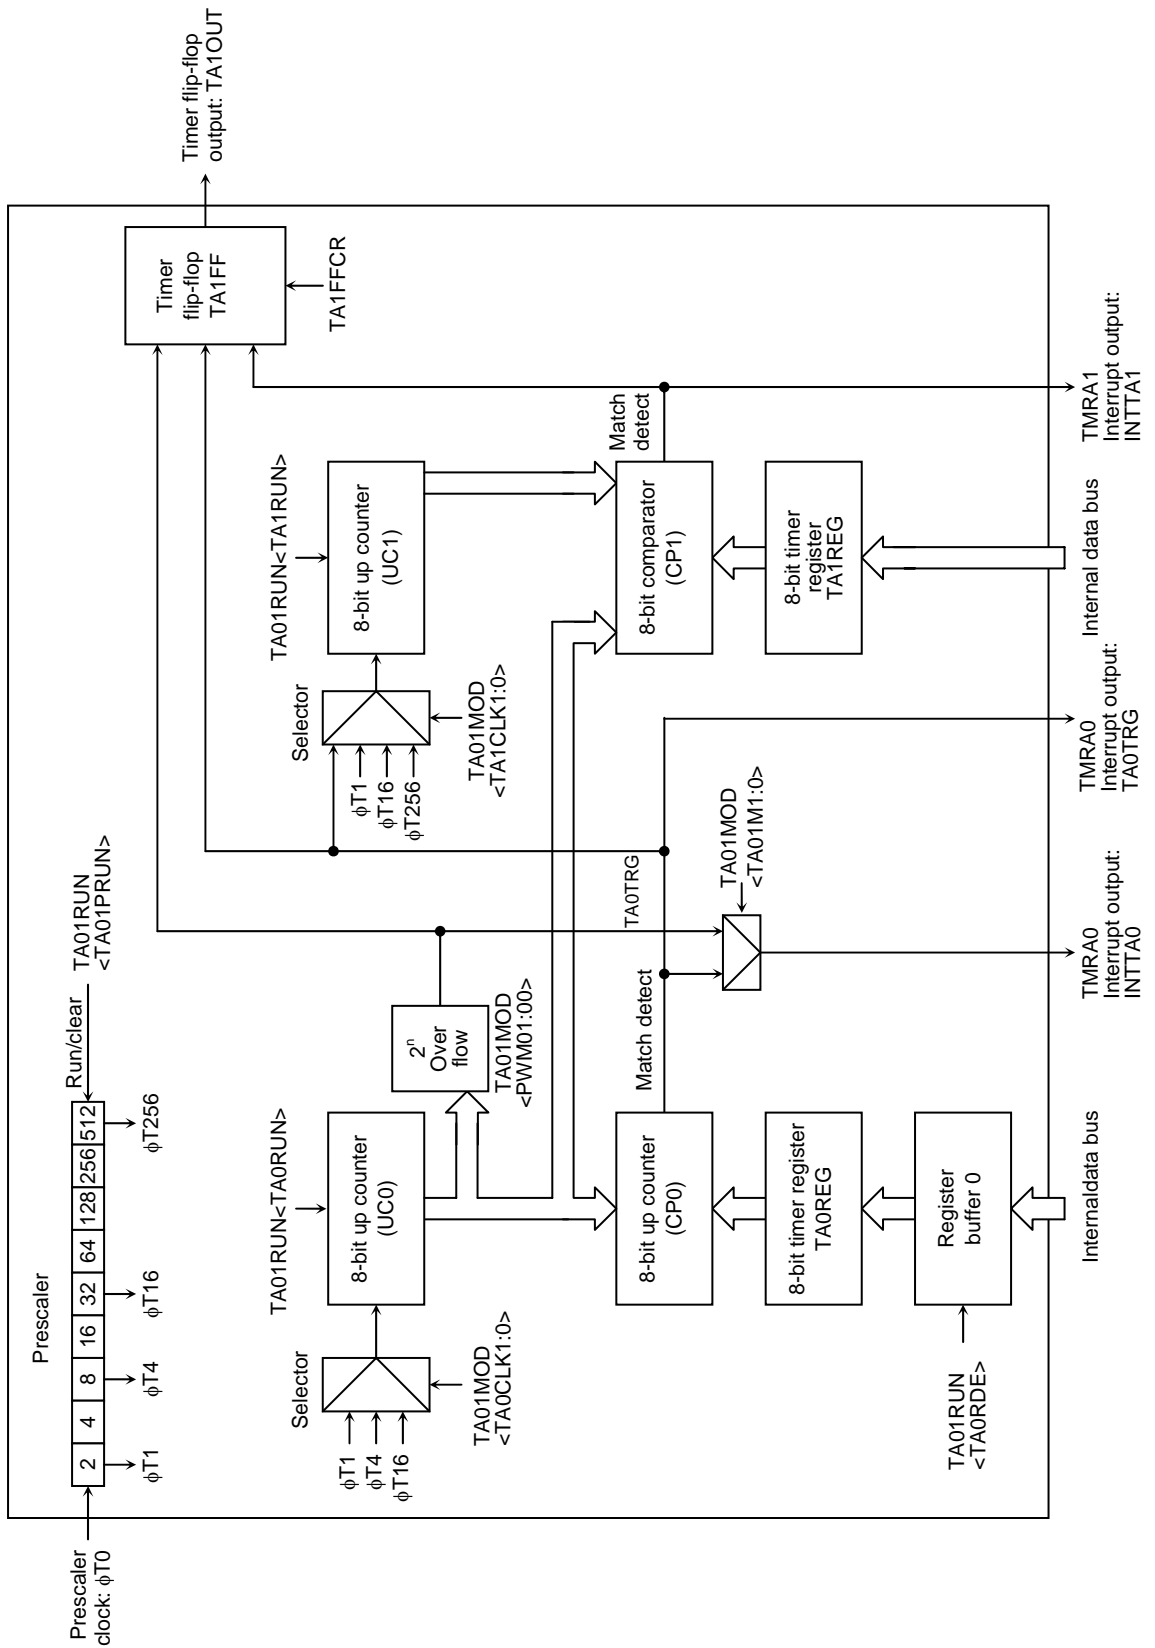 Prescaler
Prescaler
clock: φT0
2
4
8
16
32
64
128
256
512
Run/clear
TA01RUN
<TA01PRUN>
φT1
φT4
φT16
φT256
Selector
φT1
φT4
φT16
TA01MOD
<TA0CLK1:0>
TA01RUN<TA0RUN>
8-bit up counter
(UC0)
2n
Over
flow
TA01MOD
<PWM01:00>
Selector
φT1
φT16
φT256
TA01MOD
<TA1CLK1:0>
TA01RUN<TA1RUN>
8-bit up counter
(UC1)
Timer
flip-flop
TA1FF
TA1FFCR
Timer flip-flop
output: TA1OUT
8-bit up counter
(CP0)
Match detect
TA0TRG
TA01MOD
<TA01M1:0>
8-bit comparator
(CP1)
Match
detect
8-bit timer register
TA0REG
8-bit timer
register
TA1REG
Register
buffer 0
TA01RUN
<TA0RDE>
Internaldata bus
TMRA0
Interrupt output:
INTTA0
TMRA0
Interrupt output:
TA0TRG
Internal data bus
TMRA1
Interrupt output:
INTTA1